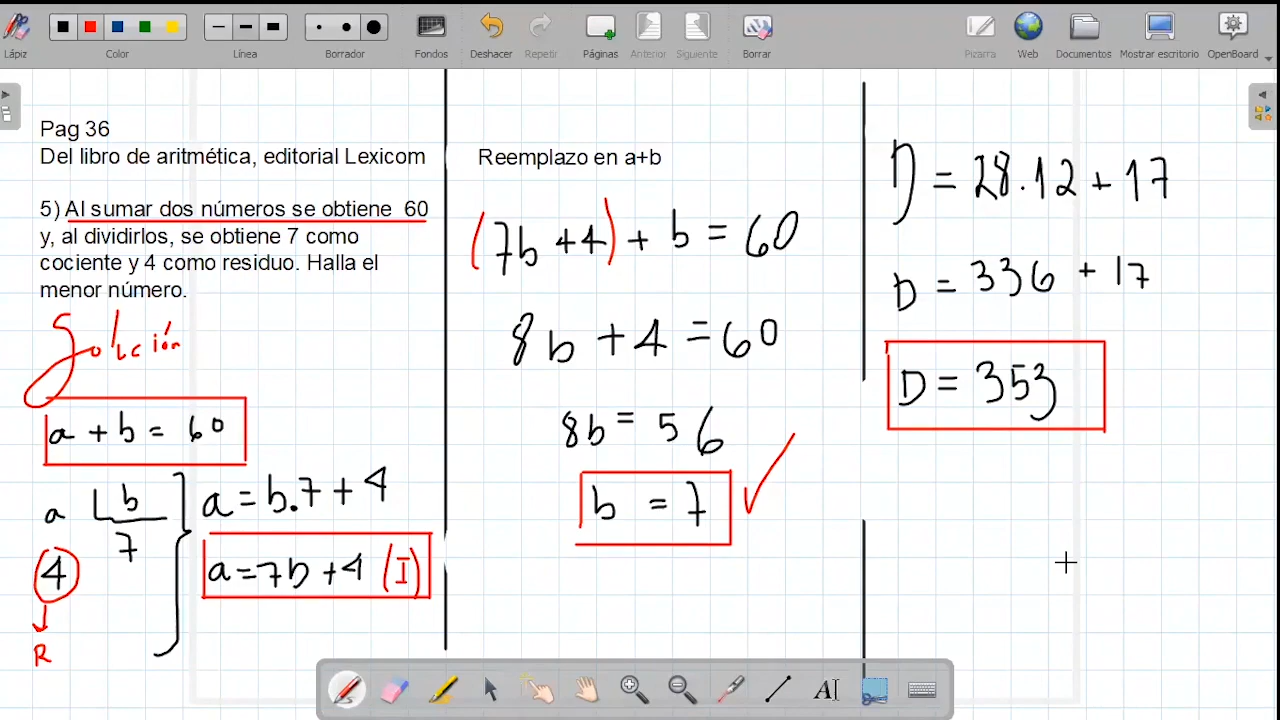 Lápiz Color Línea Borrador Fondos Deshacer Repetir Páginas Anterior Siguiente Borrar Pizarra Web Documentos Mostrar escritorio OpenBoard
Pag 36
Del libro de aritmética, editorial Lexicom
5) Al sumar dos números se obtiene 60
y, al dividirlos, se obtiene 7 como
cociente y 4 como residuo. Halla el
menor número.
Solución
a + b = 60
a b
4 7
R
a = b.7 + 4
a = 7b + 4 (I)
Reemplazo en a+b
(7b + 4) + b = 60
8b + 4 = 60
8b = 56
b = 7 ✓
D = 28.12 + 17
D = 336 + 17
D = 353
AI